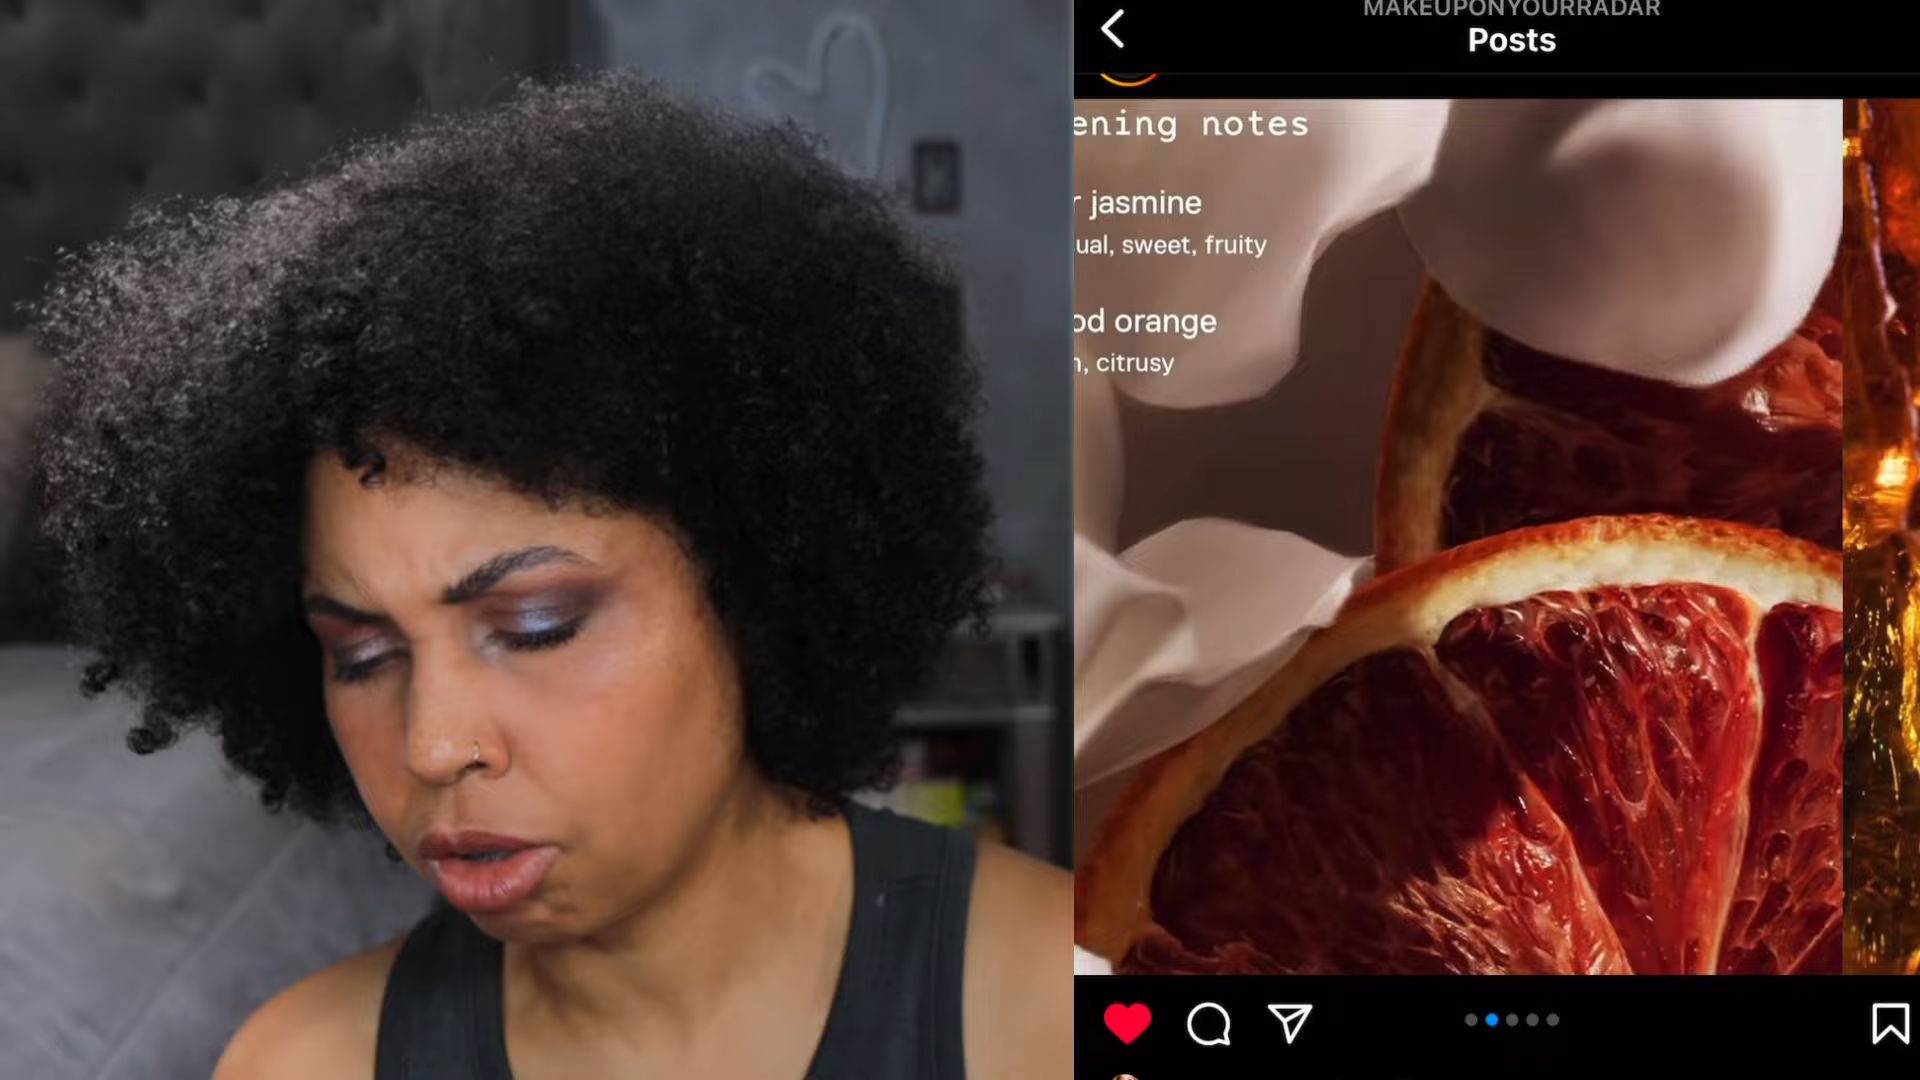 MAKEUPONYOURRADAR
Posts
ening notes
r jasmine
ual, sweet, fruity
od orange
n, citrusy